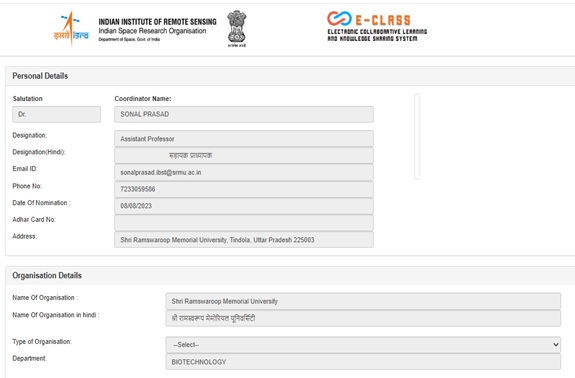 इसरो isro
INDIAN INSTITUTE OF REMOTE SENSING
Indian Space Research Organisation
Department of Space, Govt. of India
सत्यमेव जयते
E-CLASS
ELECTRONIC COLLABORATIVE LEARNING
AND KNOWLEDGE SHARING SYSTEM
Personal Details
Salutation Coordinator Name:
Dr. SONAL PRASAD
Designation: Assistant Professor
Designation(Hindi): सहायक प्राध्यापक
Email ID: sonalprasad.ibst@srmu.ac.in
Phone No: 7233059586
Date Of Nomination : 08/08/2023
Adhar Card No:
Address: Shri Ramswaroop Memorial University, Tindola, Uttar Pradesh 225003
Organisation Details
Name Of Organisation : Shri Ramswaroop Memorial University
Name Of Organisation in hindi : श्री रामस्वरूप मेमोरियल यूनिवर्सिटी
Type of Organisation: --Select--
Department: BIOTECHNOLOGY